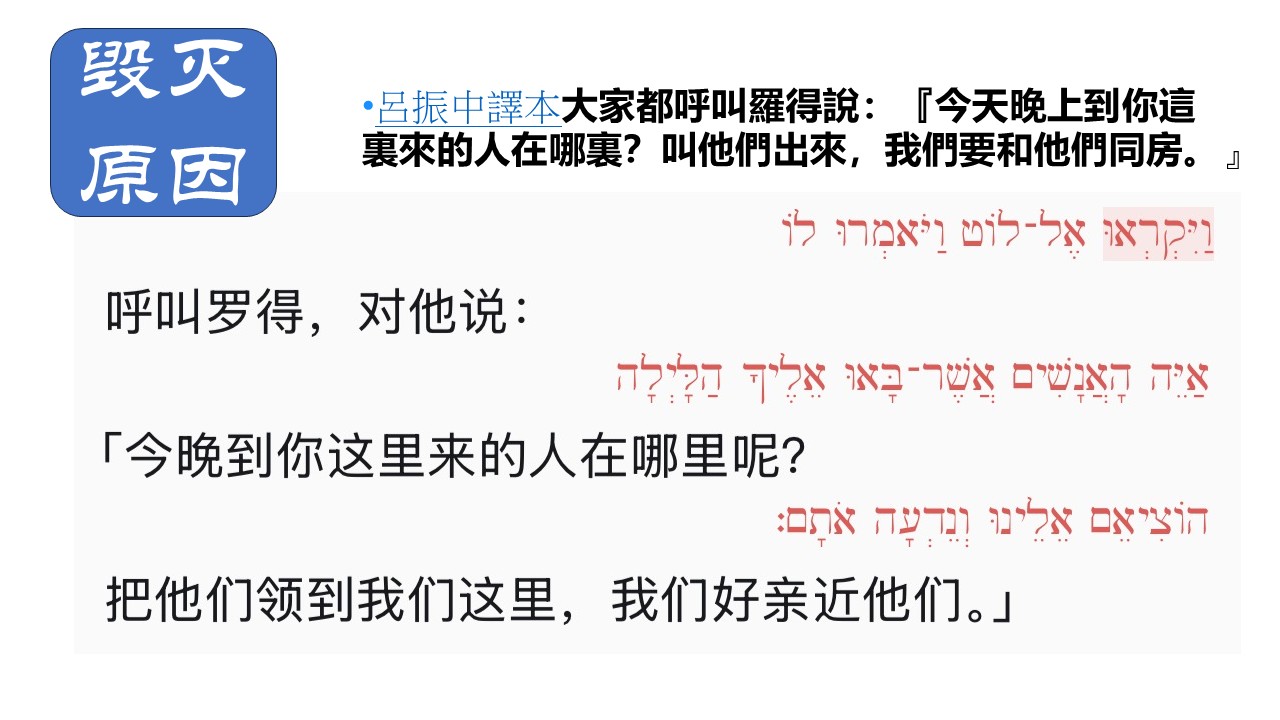 毁灭
原因
•呂振中譯本大家都呼叫羅得說：『今天晚上到你這
裏來的人在哪裏？叫他們出來，我們要和他們同房。』
וַיִּקְרְאוּ אֶל־לוֹט וַיֹּאמְרוּ לוֹ
呼叫罗得，对他说：
אַיֵּה הָאֲנָשִׁים אֲשֶׁר־בָּאוּ אֵלֶיךָ הַלָּיְלָה
「今晚到你这里来的人在哪里呢？
הוֹצִיאֵם אֵלֵינוּ וְנֵדְעָה אֹתָם׃
把他们领到我们这里，我们好亲近他们。」